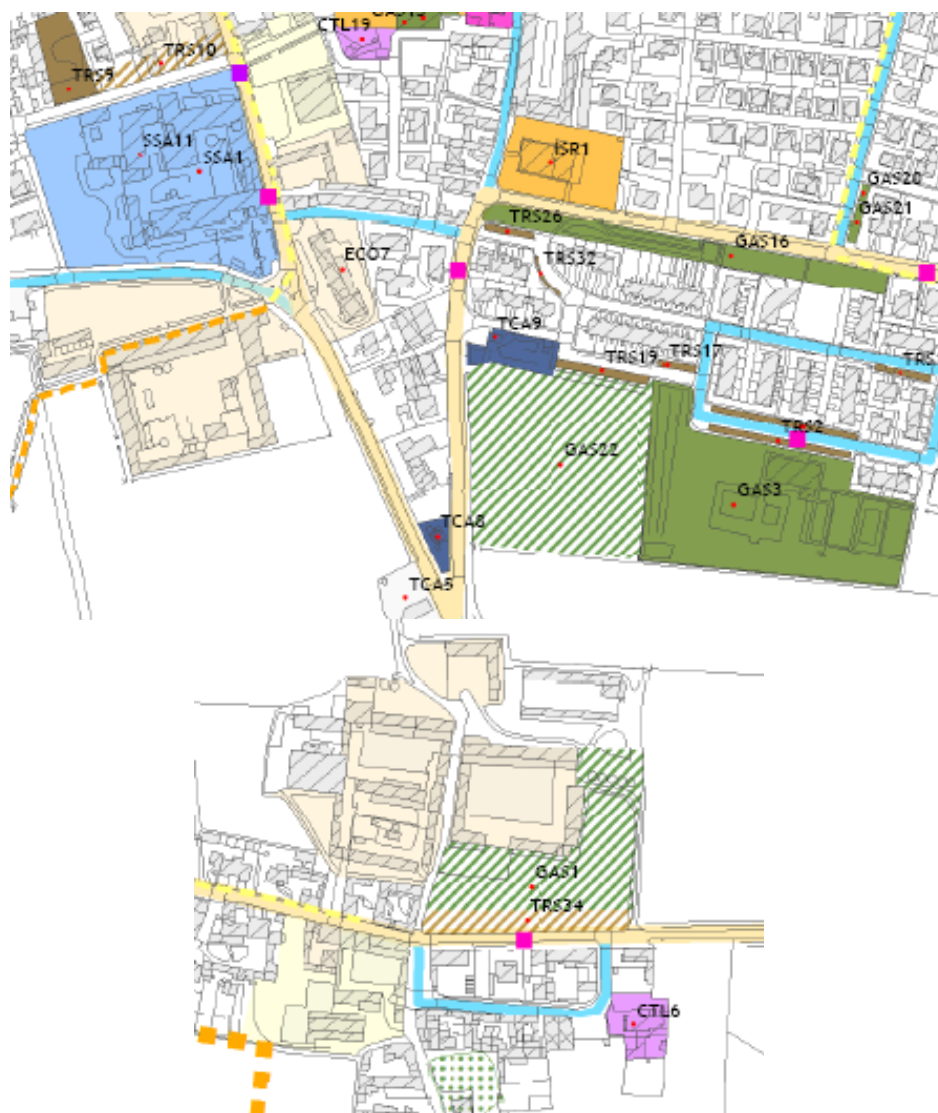 CTL19
TRS10
TRS9
SSA11
SSA1
ISR1
GAS20
GAS21
TRS26
GAS16
ECO7
TRS32
TCA9
TRS19
TRS17
TRS2
GAS22
GAS3
TCA8
TCA5
GAS1
TRS34
CTL6